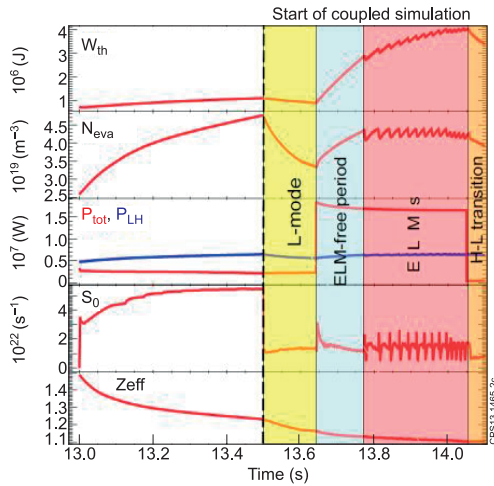 Start of coupled simulation
W_th
10^6 (J)
4
3
2
1
N_eva
10^19 (m^-3)
4.5
4.0
3.5
3.0
2.5
P_tot, P_LH
10^7 (W)
1.5
1.0
0.5
0.0
L-mode
ELM-free period
E L M s
H-L transition
S_0
10^22 (s^-1)
4
2
0
Zeff
1.4
1.3
1.2
1.1
13.0 13.2 13.4 13.6 13.8 14.0
Time (s)